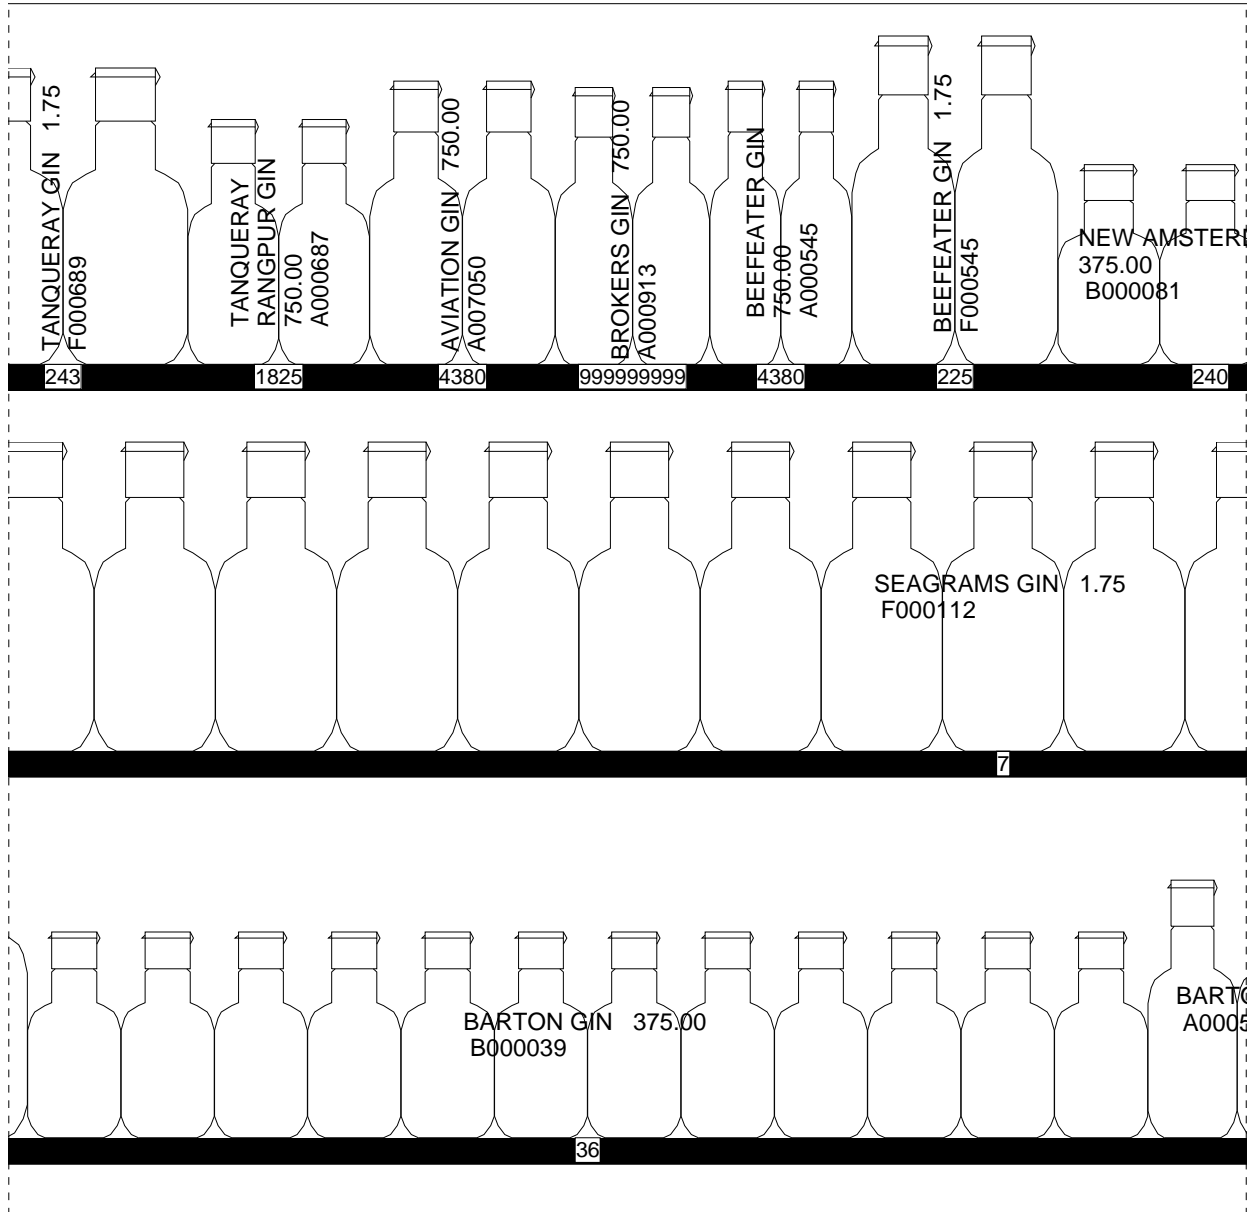 TANQUERAY GIN 1.75
F000689
TANQUERAY
RANGPUR GIN
750.00
A000687
AVIATION GIN 750.00
A007050
BROKERS GIN 750.00
A000913
BEEFEATER GIN
750.00
A000545
BEEFEATER GIN 1.75
F000545
NEW
375.00
B000081
243
1825
4380
999999999
4380
225
240
SEAGRAMS GIN 1.75
F000112
7
BARTON GIN 375.00
B000039
36